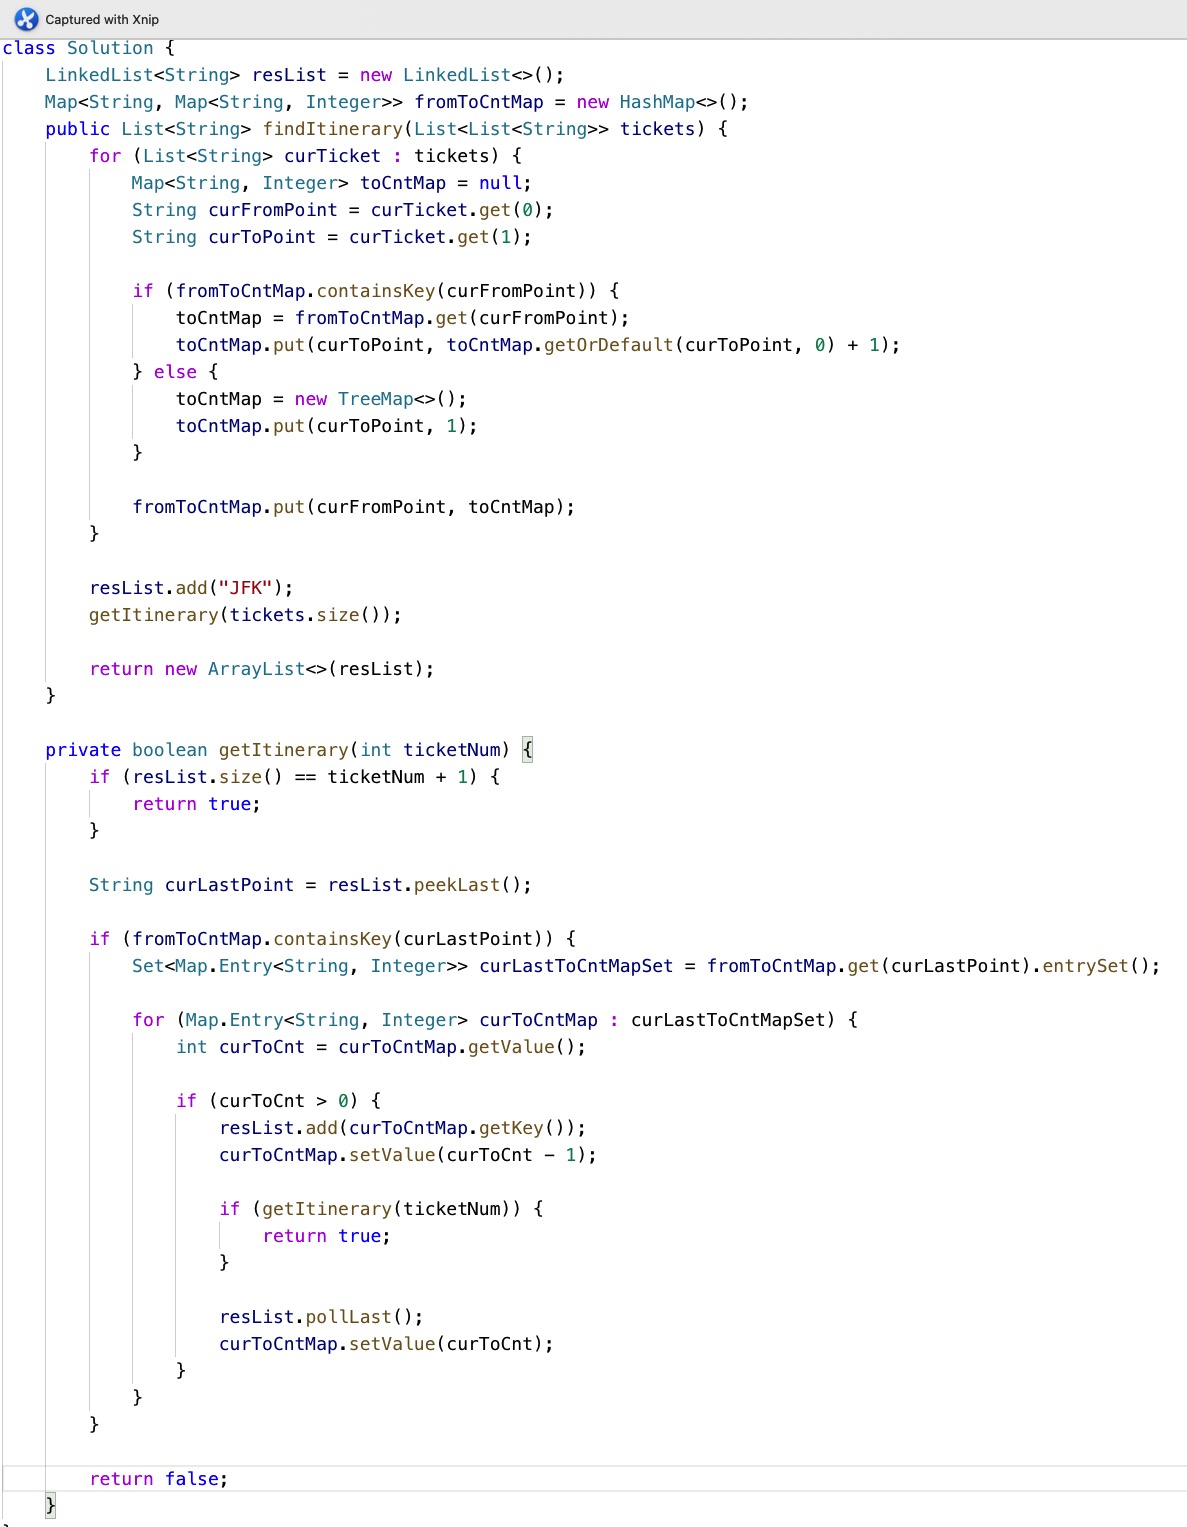 Captured with Xnip
class Solution {
    LinkedList<String> resList = new LinkedList<>();
    Map<String, Map<String, Integer>> fromToCntMap = new HashMap<>();
    public List<String> findItinerary(List<List<String>> tickets) {
        for (List<String> curTicket : tickets) {
            Map<String, Integer> toCntMap = null;
            String curFromPoint = curTicket.get(0);
            String curToPoint = curTicket.get(1);

            if (fromToCntMap.containsKey(curFromPoint)) {
                toCntMap = fromToCntMap.get(curFromPoint);
                toCntMap.put(curToPoint, toCntMap.getOrDefault(curToPoint, 0) + 1);
            } else {
                toCntMap = new TreeMap<>();
                toCntMap.put(curToPoint, 1);
            }

            fromToCntMap.put(curFromPoint, toCntMap);
        }

        resList.add("JFK");
        getItinerary(tickets.size());

        return new ArrayList<>(resList);
    }

    private boolean getItinerary(int ticketNum) {
        if (resList.size() == ticketNum + 1) {
            return true;
        }

        String curLastPoint = resList.peekLast();

        if (fromToCntMap.containsKey(curLastPoint)) {
            Set<Map.Entry<String, Integer>> curLastToCntMapSet = fromToCntMap.get(curLastPoint).entrySet();

            for (Map.Entry<String, Integer> curToCntMap : curLastToCntMapSet) {
                int curToCnt = curToCntMap.getValue();

                if (curToCnt > 0) {
                    resList.add(curToCntMap.getKey());
                    curToCntMap.setValue(curToCnt - 1);

                    if (getItinerary(ticketNum)) {
                        return true;
                    }

                    resList.pollLast();
                    curToCntMap.setValue(curToCnt);
                }
            }
        }

        return false;
    }